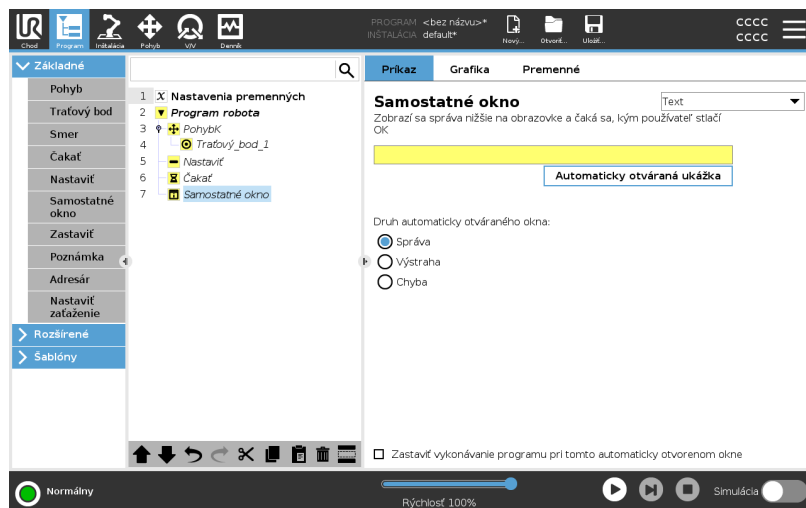 PROGRAM <bez názvu>*
INŠTALÁCIA default*
CCCC
CCCC
Chod
Program
Inštalácia
Pohyb
V/V
Denník
Nový...
Otvoriť...
Uložiť...
Základné
Pohyb
Traťový bod
Smer
Čakať
Nastaviť
Samostatné
okno
Zastaviť
Poznámka
Adresár
Nastaviť
zaťaženie
Rozšírené
Šablóny
1 X Nastavenia premenných
2 Program robota
3 PohybK
4 Traťový_bod_1
5 Nastaviť
6 Čakať
7 Samostatné okno
Príkaz
Grafika
Premenné
Samostatné okno
Text
Zobrazí sa správa nižšie na obrazovke a čaká sa, kým používateľ stlačí
OK
Automaticky otváraná ukážka
Druh automaticky otváraného okna:
Správa
Výstraha
Chyba
Zastaviť vykonávanie programu pri tomto automaticky otvorenom okne
Normálny
Rýchlosť 100%
Simulácia